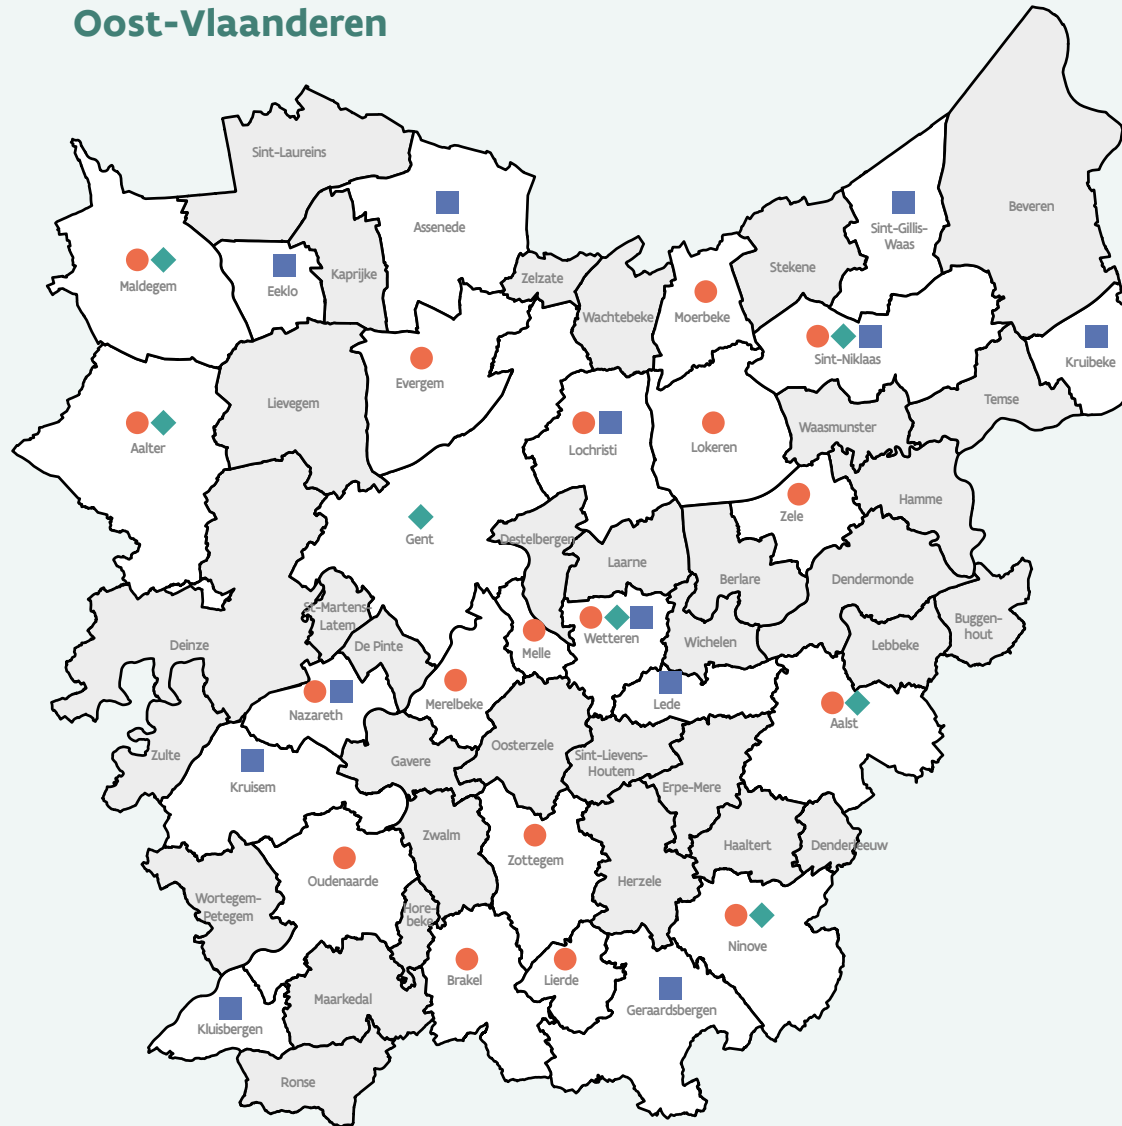 Oost-Vlaanderen
Sint-Laureins
Beveren
Assenede
Sint-Gillis-
Waas
Maldegem
Eeklo
Kaprijke
Zelzate
Stekene
Wachtebeke
Moerbeke
Sint-Niklaas
Kruibeke
Evergem
Lievegem
Temse
Aalter
Lochristi
Lokeren
Waasmunster
Hamme
Zele
Gent
Destelbergen
Laarne
Berlare
Dendermonde
St-Martens-
Latem
Buggen-
hout
Deinze
De Pinte
Melle
Wetteren
Wichelen
Lebbeke
Nazareth
Merelbeke
Lede
Aalst
Zulte
Gavere
Oosterzele
Sint-Lievens-
Houtem
Kruisem
Erpe-Mere
Zwalm
Zottegem
Haaltert
Denderleeuw
Oudenaarde
Herzele
Wortegem-
Petegem
Hore-
beke
Ninove
Brakel
Lierde
Maarkedal
Geraardsbergen
Kluisbergen
Ronse